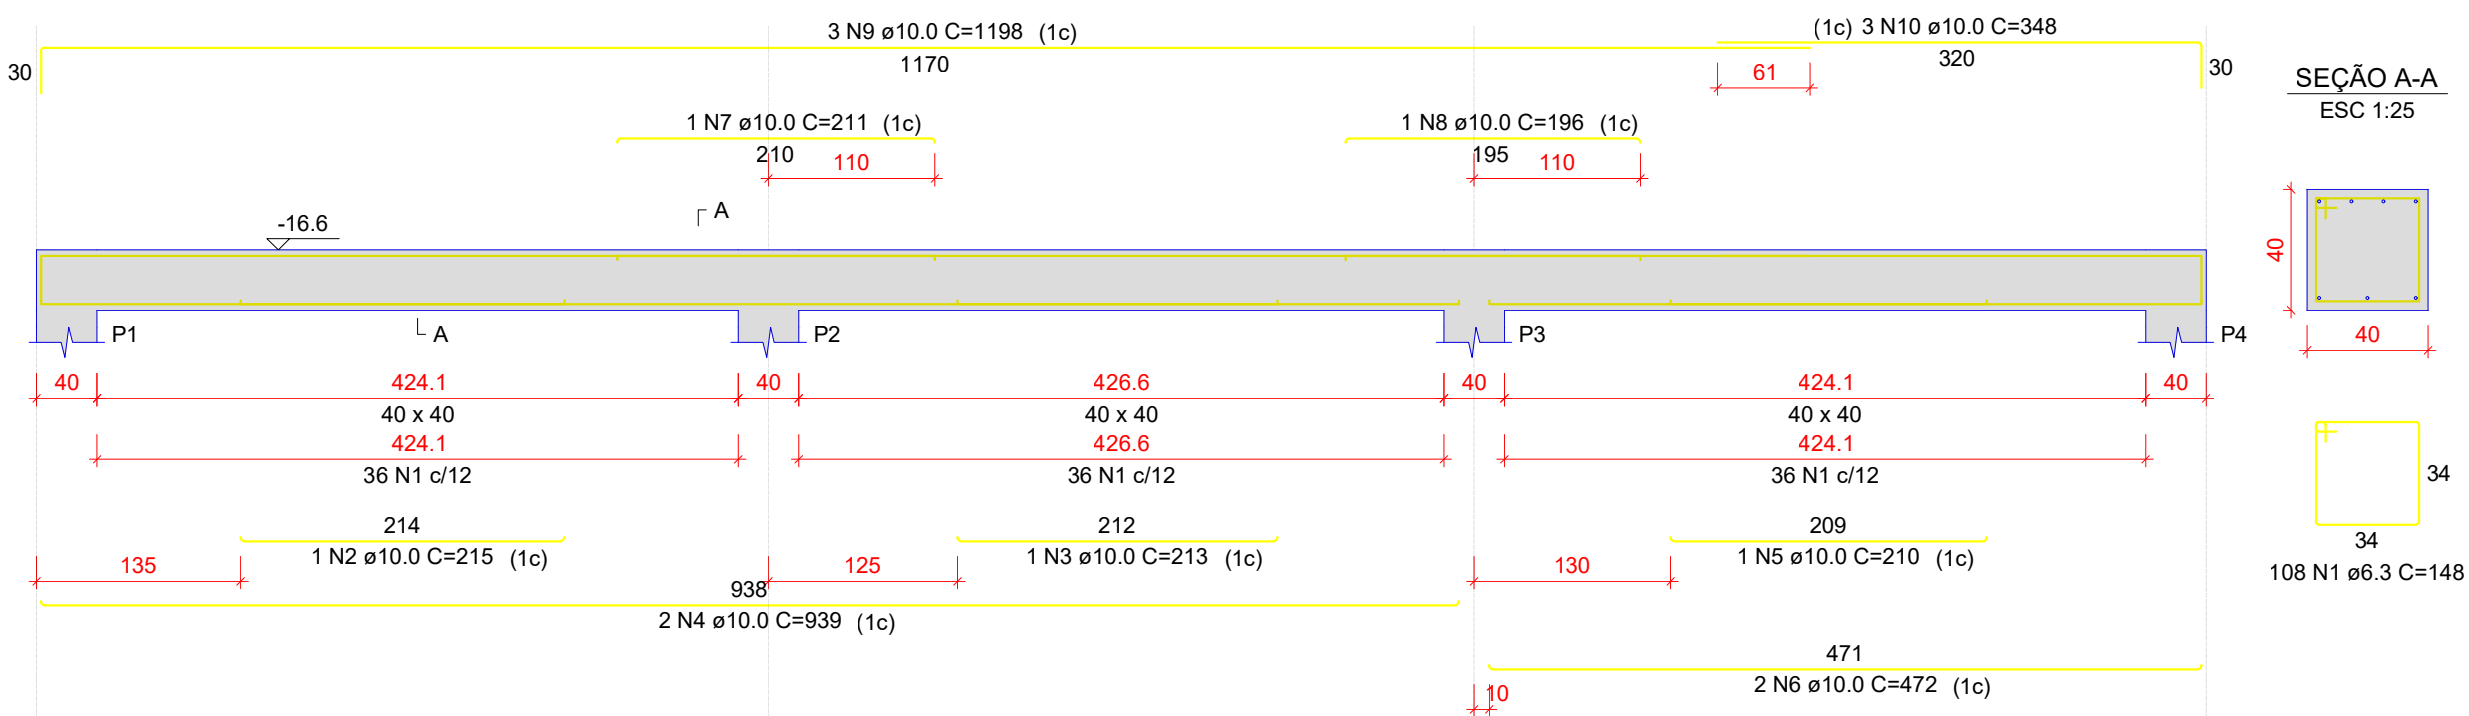 3 N9 ø10.0 C=1198 (1c)
(1c) 3 N10 ø10.0 C=348
1170
320
30
30
61
SEÇÃO A-A
ESC 1:25
1 N7 ø10.0 C=211 (1c)
1 N8 ø10.0 C=196 (1c)
210
110
195
110
A
-16.6
40
P1
A
P2
P3
P4
40
40
424.1
40
426.6
40
424.1
40
40 x 40
40 x 40
40 x 40
424.1
426.6
424.1
36 N1 c/12
36 N1 c/12
36 N1 c/12
34
34
108 N1 ø6.3 C=148
214
212
209
1 N2 ø10.0 C=215 (1c)
1 N3 ø10.0 C=213 (1c)
1 N5 ø10.0 C=210 (1c)
135
125
130
938
2 N4 ø10.0 C=939 (1c)
471
2 N6 ø10.0 C=472 (1c)
10